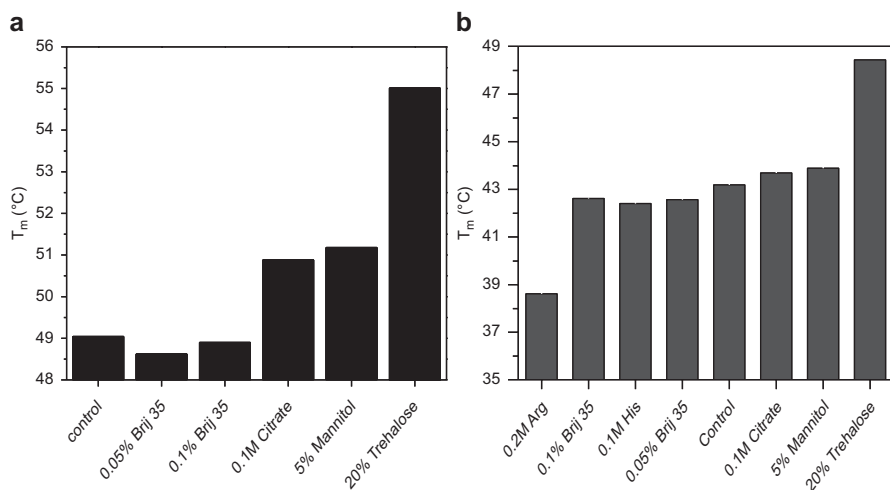 a
56
55
54
53
52
51
50
49
48
Tm (°C)
control
0.05% Brij 35
0.1% Brij 35
0.1M Citrate
5% Mannitol
20% Trehalose
b
49
47
45
43
41
39
37
35
Tm (°C)
0.2M Arg
0.1% Brij 35
0.1M His
0.05% Brij 35
Control
0.1M Citrate
5% Mannitol
20% Trehalose